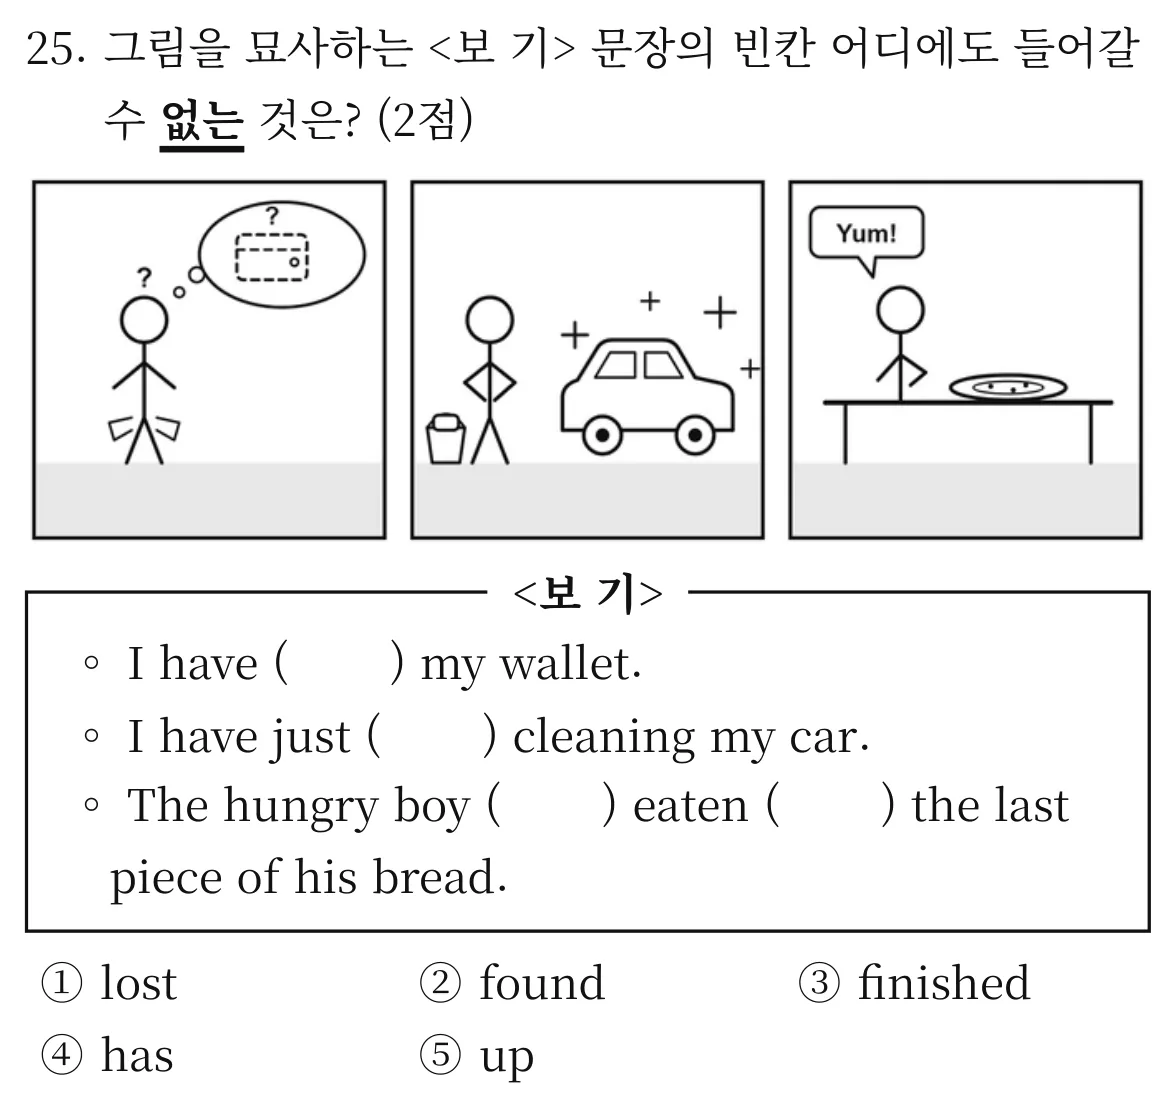 25. 그림을 묘사하는 <보 기> 문장의 빈칸 어디에도 들어갈
수 없는 것은? (2점)
?
?
Yum!
<보 기>
◦ I have (          ) my wallet.
◦ I have just (          ) cleaning my car.
◦ The hungry boy (          ) eaten (          ) the last
piece of his bread.
① lost ② found ③ finished
④ has ⑤ up